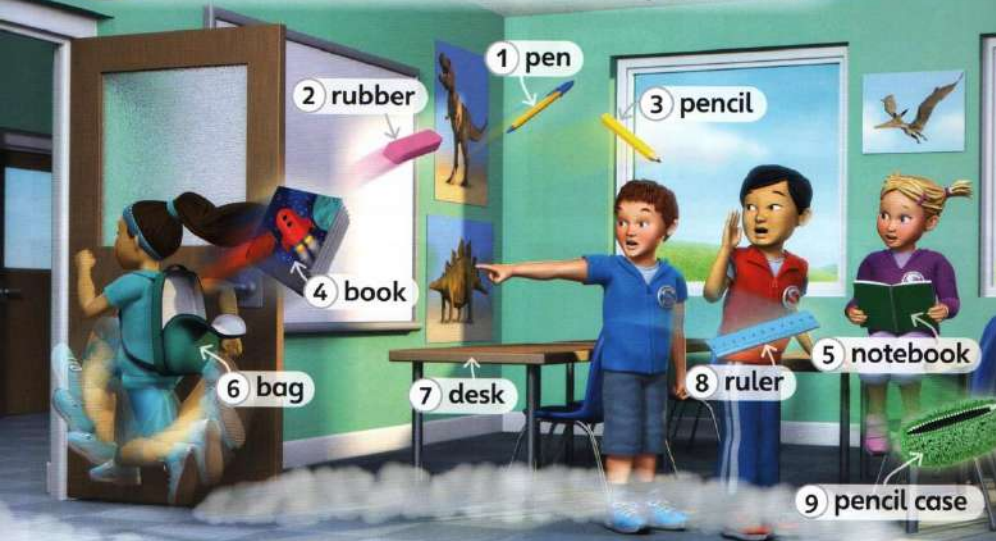 1 pen
2 rubber
3 pencil
4 book
5 notebook
6 bag
7 desk
8 ruler
9 pencil case